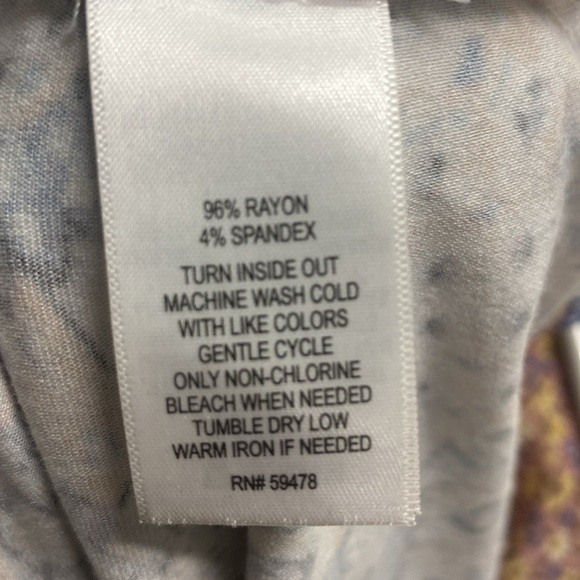 96% RAYON
4% SPANDEX
TURN INSIDE OUT
MACHINE WASH COLD
WITH LIKE COLORS
GENTLE CYCLE
ONLY NON-CHLORINE
BLEACH WHEN NEEDED
TUMBLE DRY LOW
WARM IRON IF NEEDED
RN# 59478